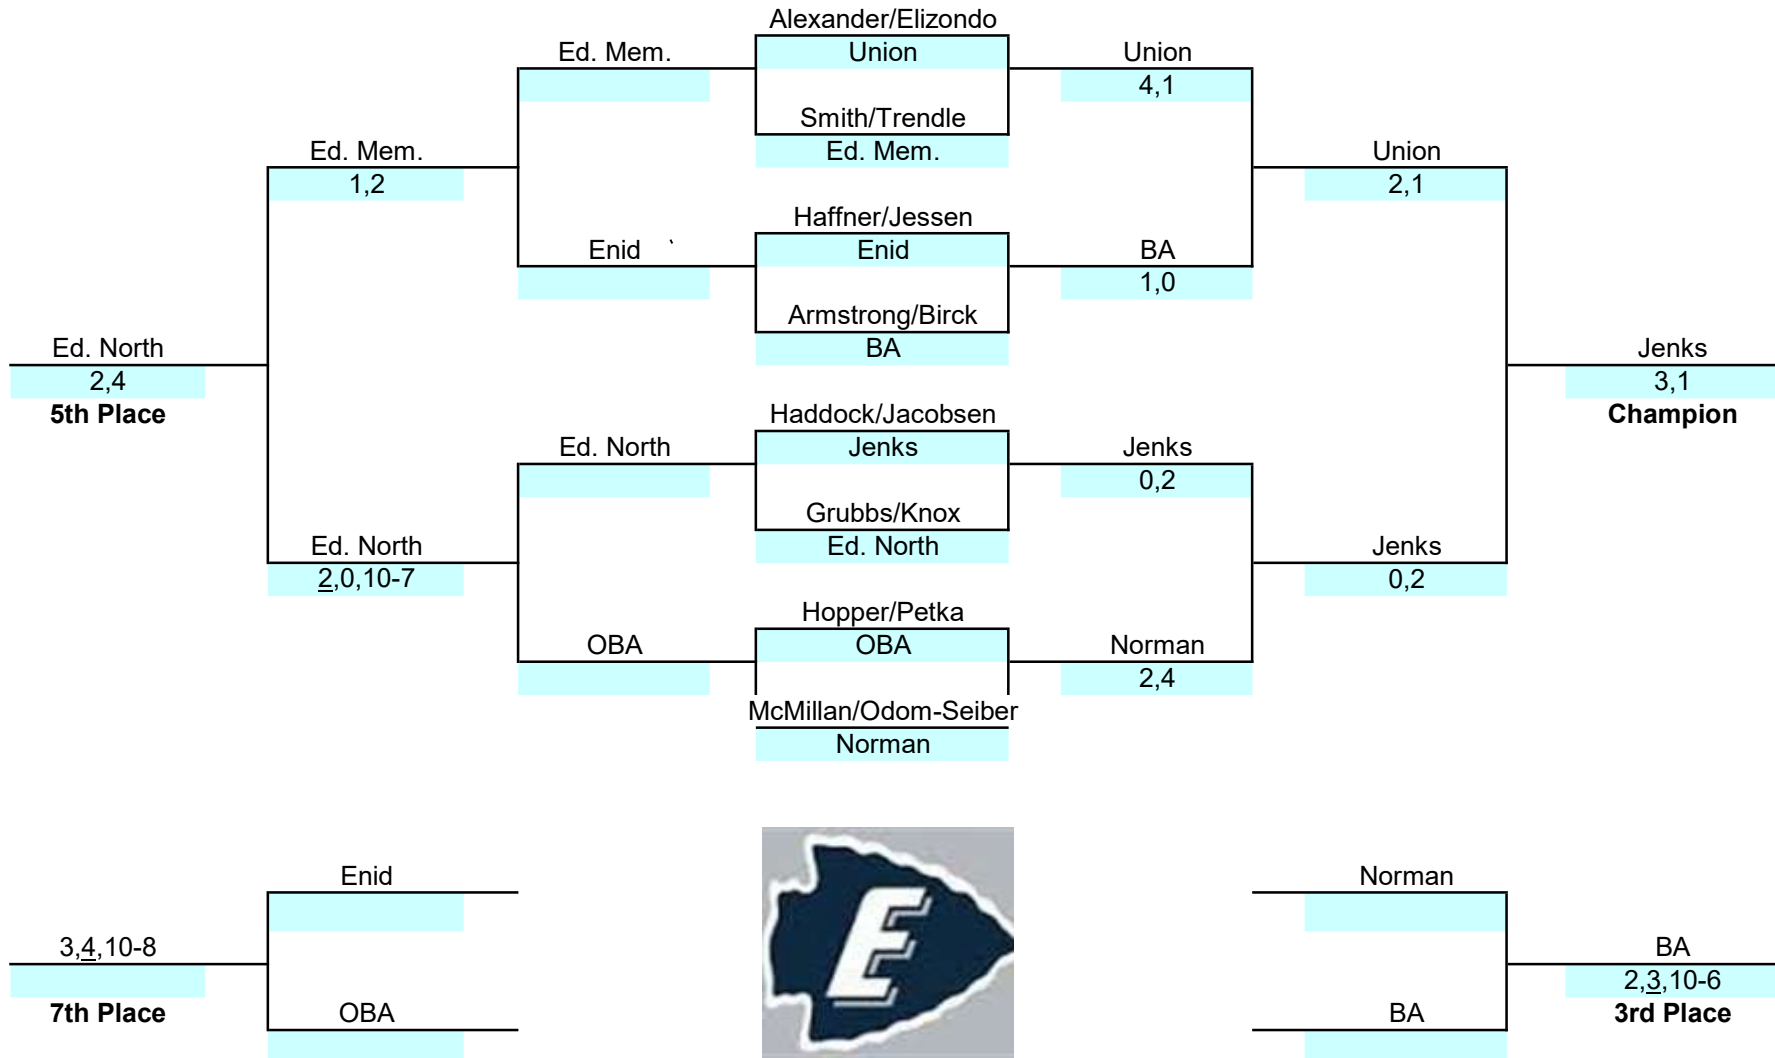 Alexander/Elizondo
Ed. Mem. Union Union
4,1
Smith/Trendle
Ed. Mem. Ed. Mem. Union
1,2 2,1
Haffner/Jessen
Enid ` Enid BA
1,0
Armstrong/Birck
Ed. North BA Jenks
2,4 3,1
5th Place Haddock/Jacobsen Champion
Ed. North Jenks Jenks
0,2
Grubbs/Knox
Ed. North Ed. North Jenks
2,0,10-7 0,2
Hopper/Petka
OBA OBA Norman
2,4
McMillan/Odom-Seiber
Norman
Enid Norman
3,4,10-8 E BA
2,3,10-6
7th Place OBA BA 3rd Place